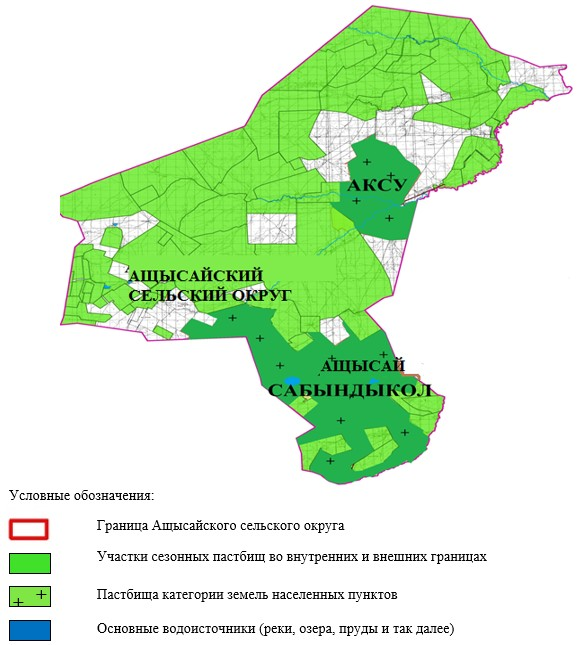 АКСУ
АЩЫСАЙСКИЙ
СЕЛЬСКИЙ ОКРУГ
АЩЫСАЙ
САБЫНДЫКОЛ
Условные обозначения:
Граница Ащысайского сельского округа
Участки сезонных пастбищ во внутренних и внешних границах
Пастбища категории земель населенных пунктов
Основные водоисточники (реки, озера, пруды и так далее)